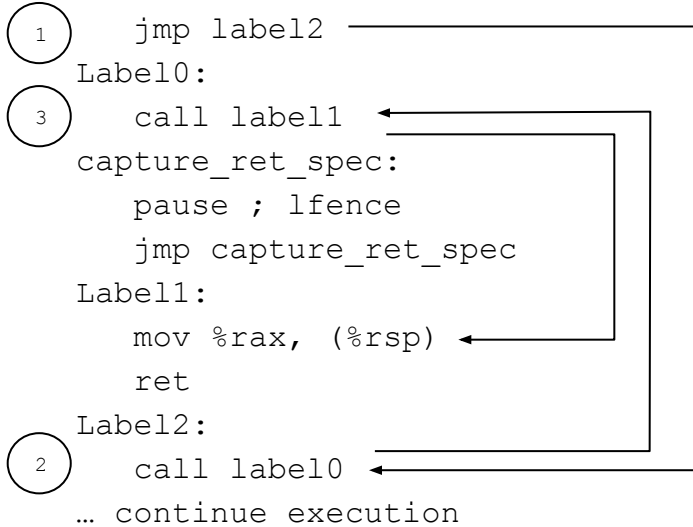 1 jmp label2
Label0:
3 call label1
capture_ret_spec:
pause ; lfence
jmp capture_ret_spec
Label1:
mov %rax, (%rsp)
ret
Label2:
2 call label0
… continue execution